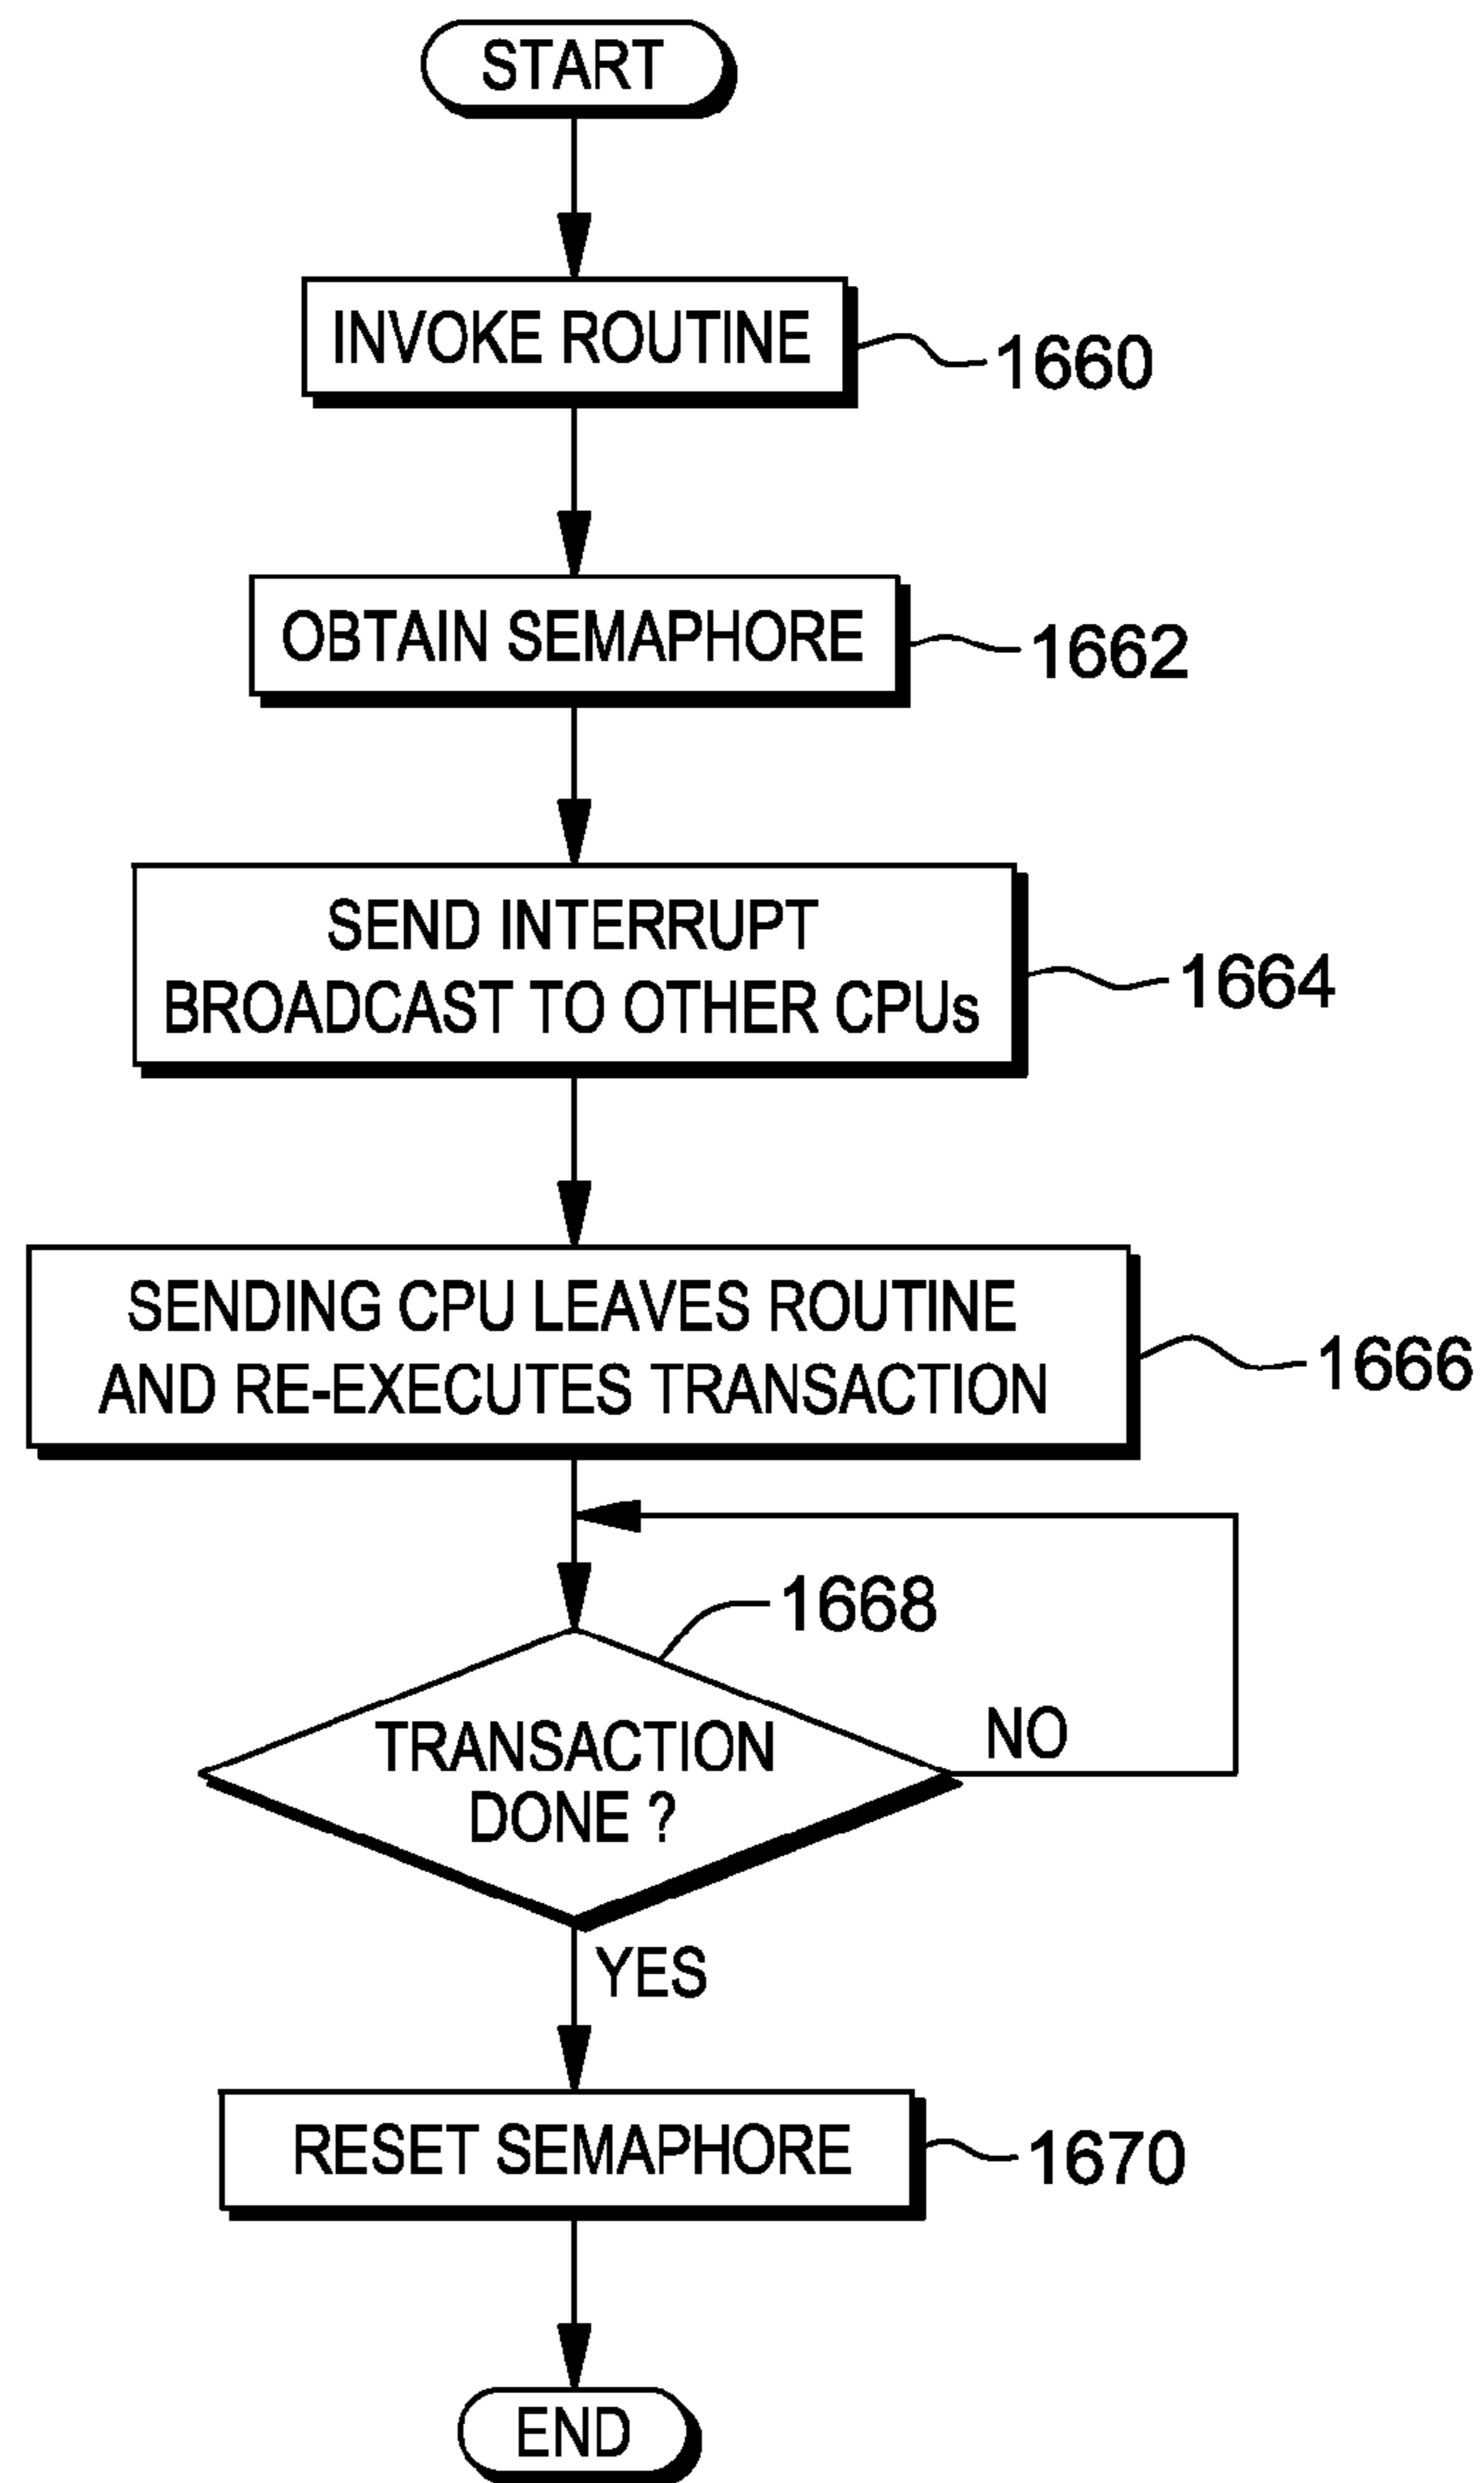 START
INVOKE ROUTINE
1660
OBTAIN SEMAPHORE
1662
SEND INTERRUPT
BROADCAST TO OTHER CPUs
1664
SENDING CPU LEAVES ROUTINE
AND RE-EXECUTES TRANSACTION
1666
1668
TRANSACTION
DONE ?
NO
YES
RESET SEMAPHORE
1670
END